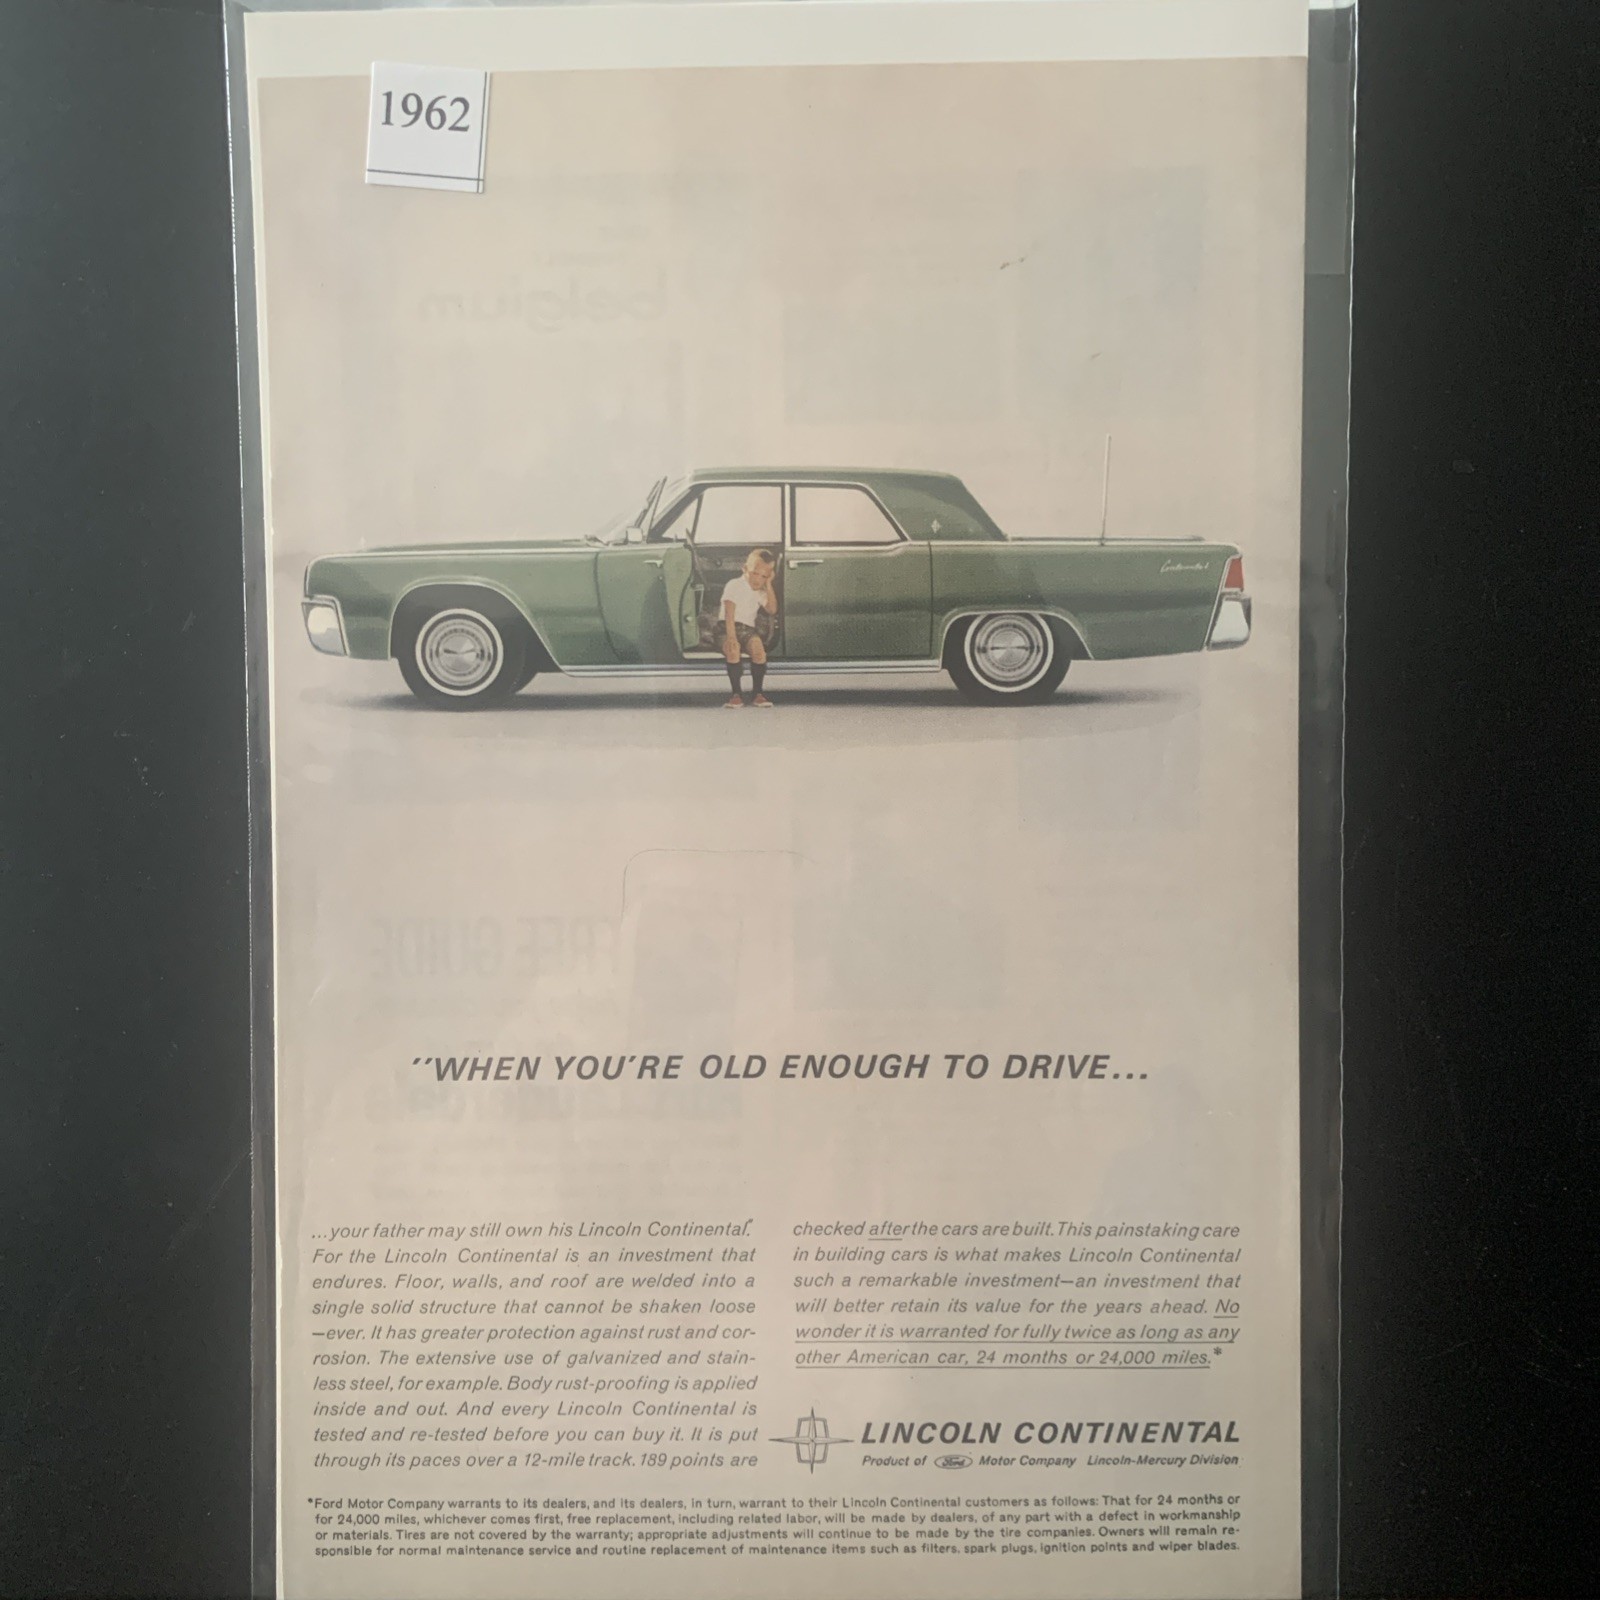 1962
belgium
Continental
FREE GUIDE
"WHEN YOU'RE OLD ENOUGH TO DRIVE...
...your father may still own his Lincoln Continental."
For the Lincoln Continental is an investment that
endures. Floor, walls, and roof are welded into a
single solid structure that cannot be shaken loose
—ever. It has greater protection against rust and cor-
rosion. The extensive use of galvanized and stain-
less steel, for example. Body rust-proofing is applied
inside and out. And every Lincoln Continental is
tested and re-tested before you can buy it. It is put
through its paces over a 12-mile track. 189 points are
checked after the cars are built. This painstaking care
in building cars is what makes Lincoln Continental
such a remarkable investment—an investment that
will better retain its value for the years ahead. No
wonder it is warranted for fully twice as long as any
other American car, 24 months or 24,000 miles.*
LINCOLN CONTINENTAL
Product of Ford Motor Company Lincoln-Mercury Division
*Ford Motor Company warrants to its dealers, and its dealers, in turn, warrant to their Lincoln Continental customers as follows: That for 24 months or
for 24,000 miles, whichever comes first, free replacement, including related labor, will be made by dealers, of any part with a defect in workmanship
or materials. Tires are not covered by the warranty; appropriate adjustments will continue to be made by the tire companies. Owners will remain re-
sponsible for normal maintenance service and routine replacement of maintenance items such as filters, spark plugs, ignition points and wiper blades.